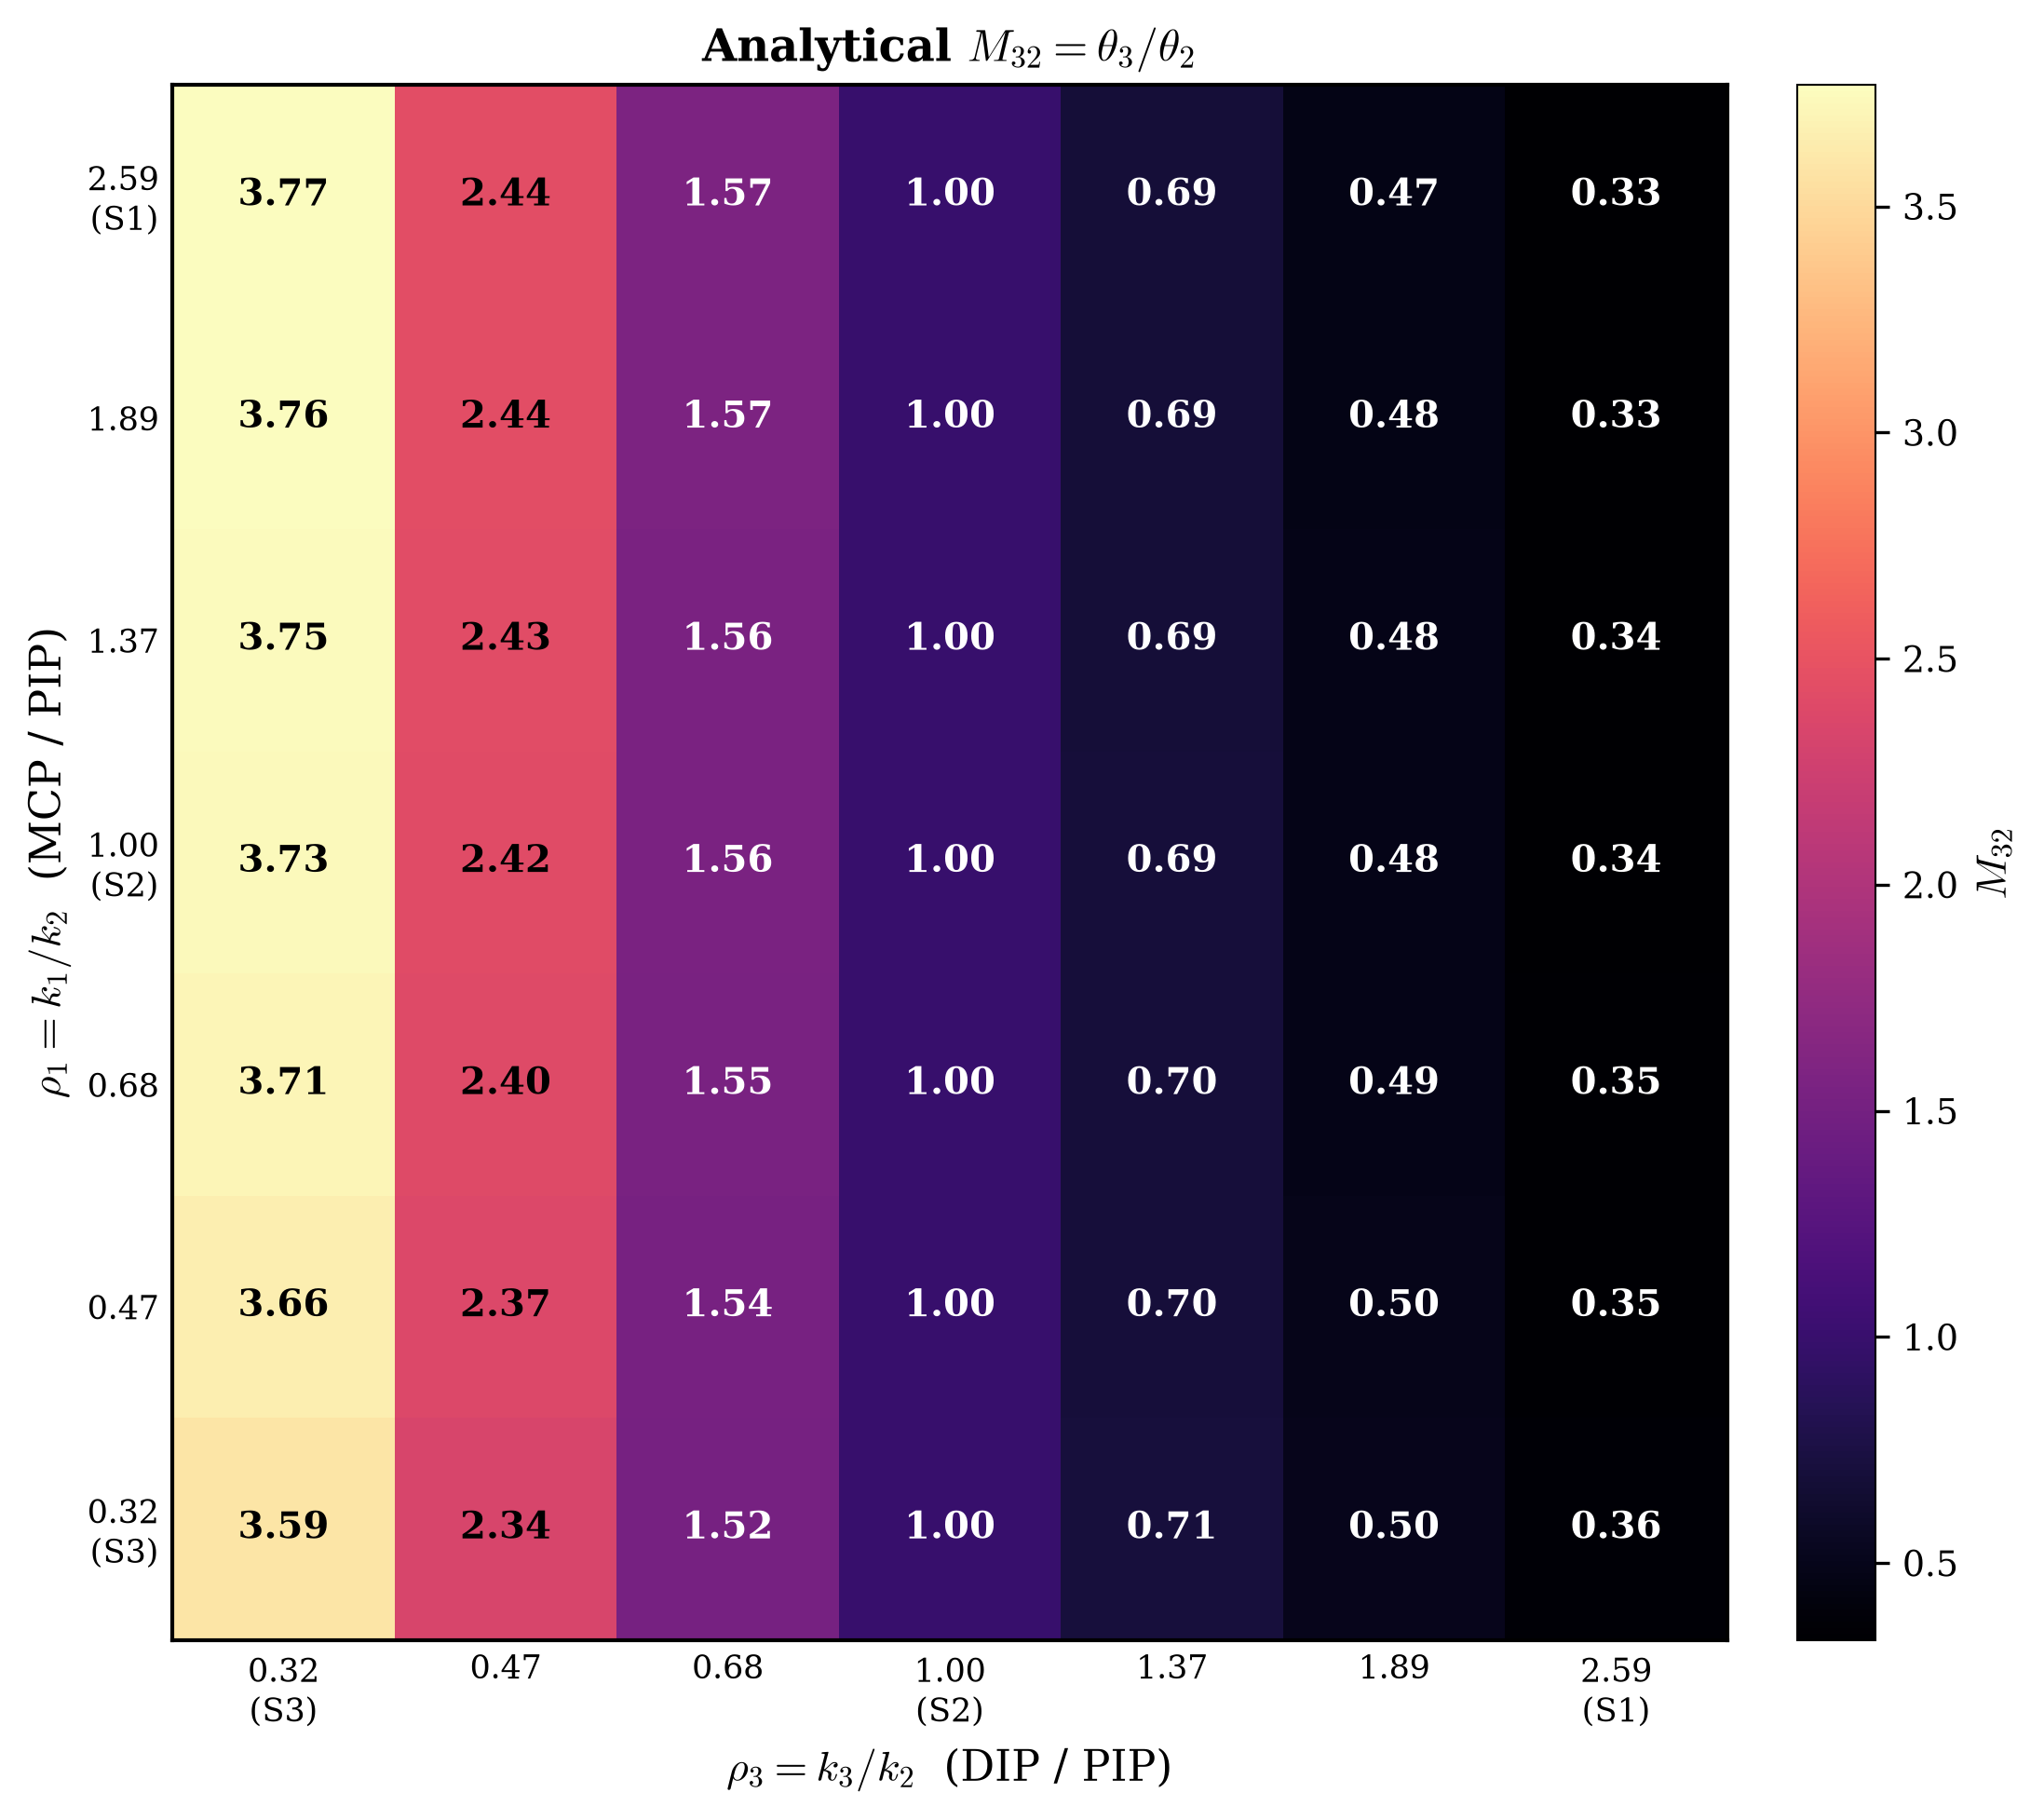 Analytical M₃₂ = θ₃/θ₂
ρ₁ = k₁/k₂ (MCP / PIP)
2.59
(S1)
3.77 2.44 1.57 1.00 0.69 0.47 0.33
1.89 3.76 2.44 1.57 1.00 0.69 0.48 0.33
1.37 3.75 2.43 1.56 1.00 0.69 0.48 0.34
1.00
(S2)
3.73 2.42 1.56 1.00 0.69 0.48 0.34
0.68 3.71 2.40 1.55 1.00 0.70 0.49 0.35
0.47 3.66 2.37 1.54 1.00 0.70 0.50 0.35
0.32
(S3)
3.59 2.34 1.52 1.00 0.71 0.50 0.36
0.32 0.47 0.68 1.00 1.37 1.89 2.59
(S3) (S2) (S1)
ρ₃ = k₃/k₂ (DIP / PIP)
3.5
3.0
2.5
2.0
1.5
1.0
0.5
M₃₂